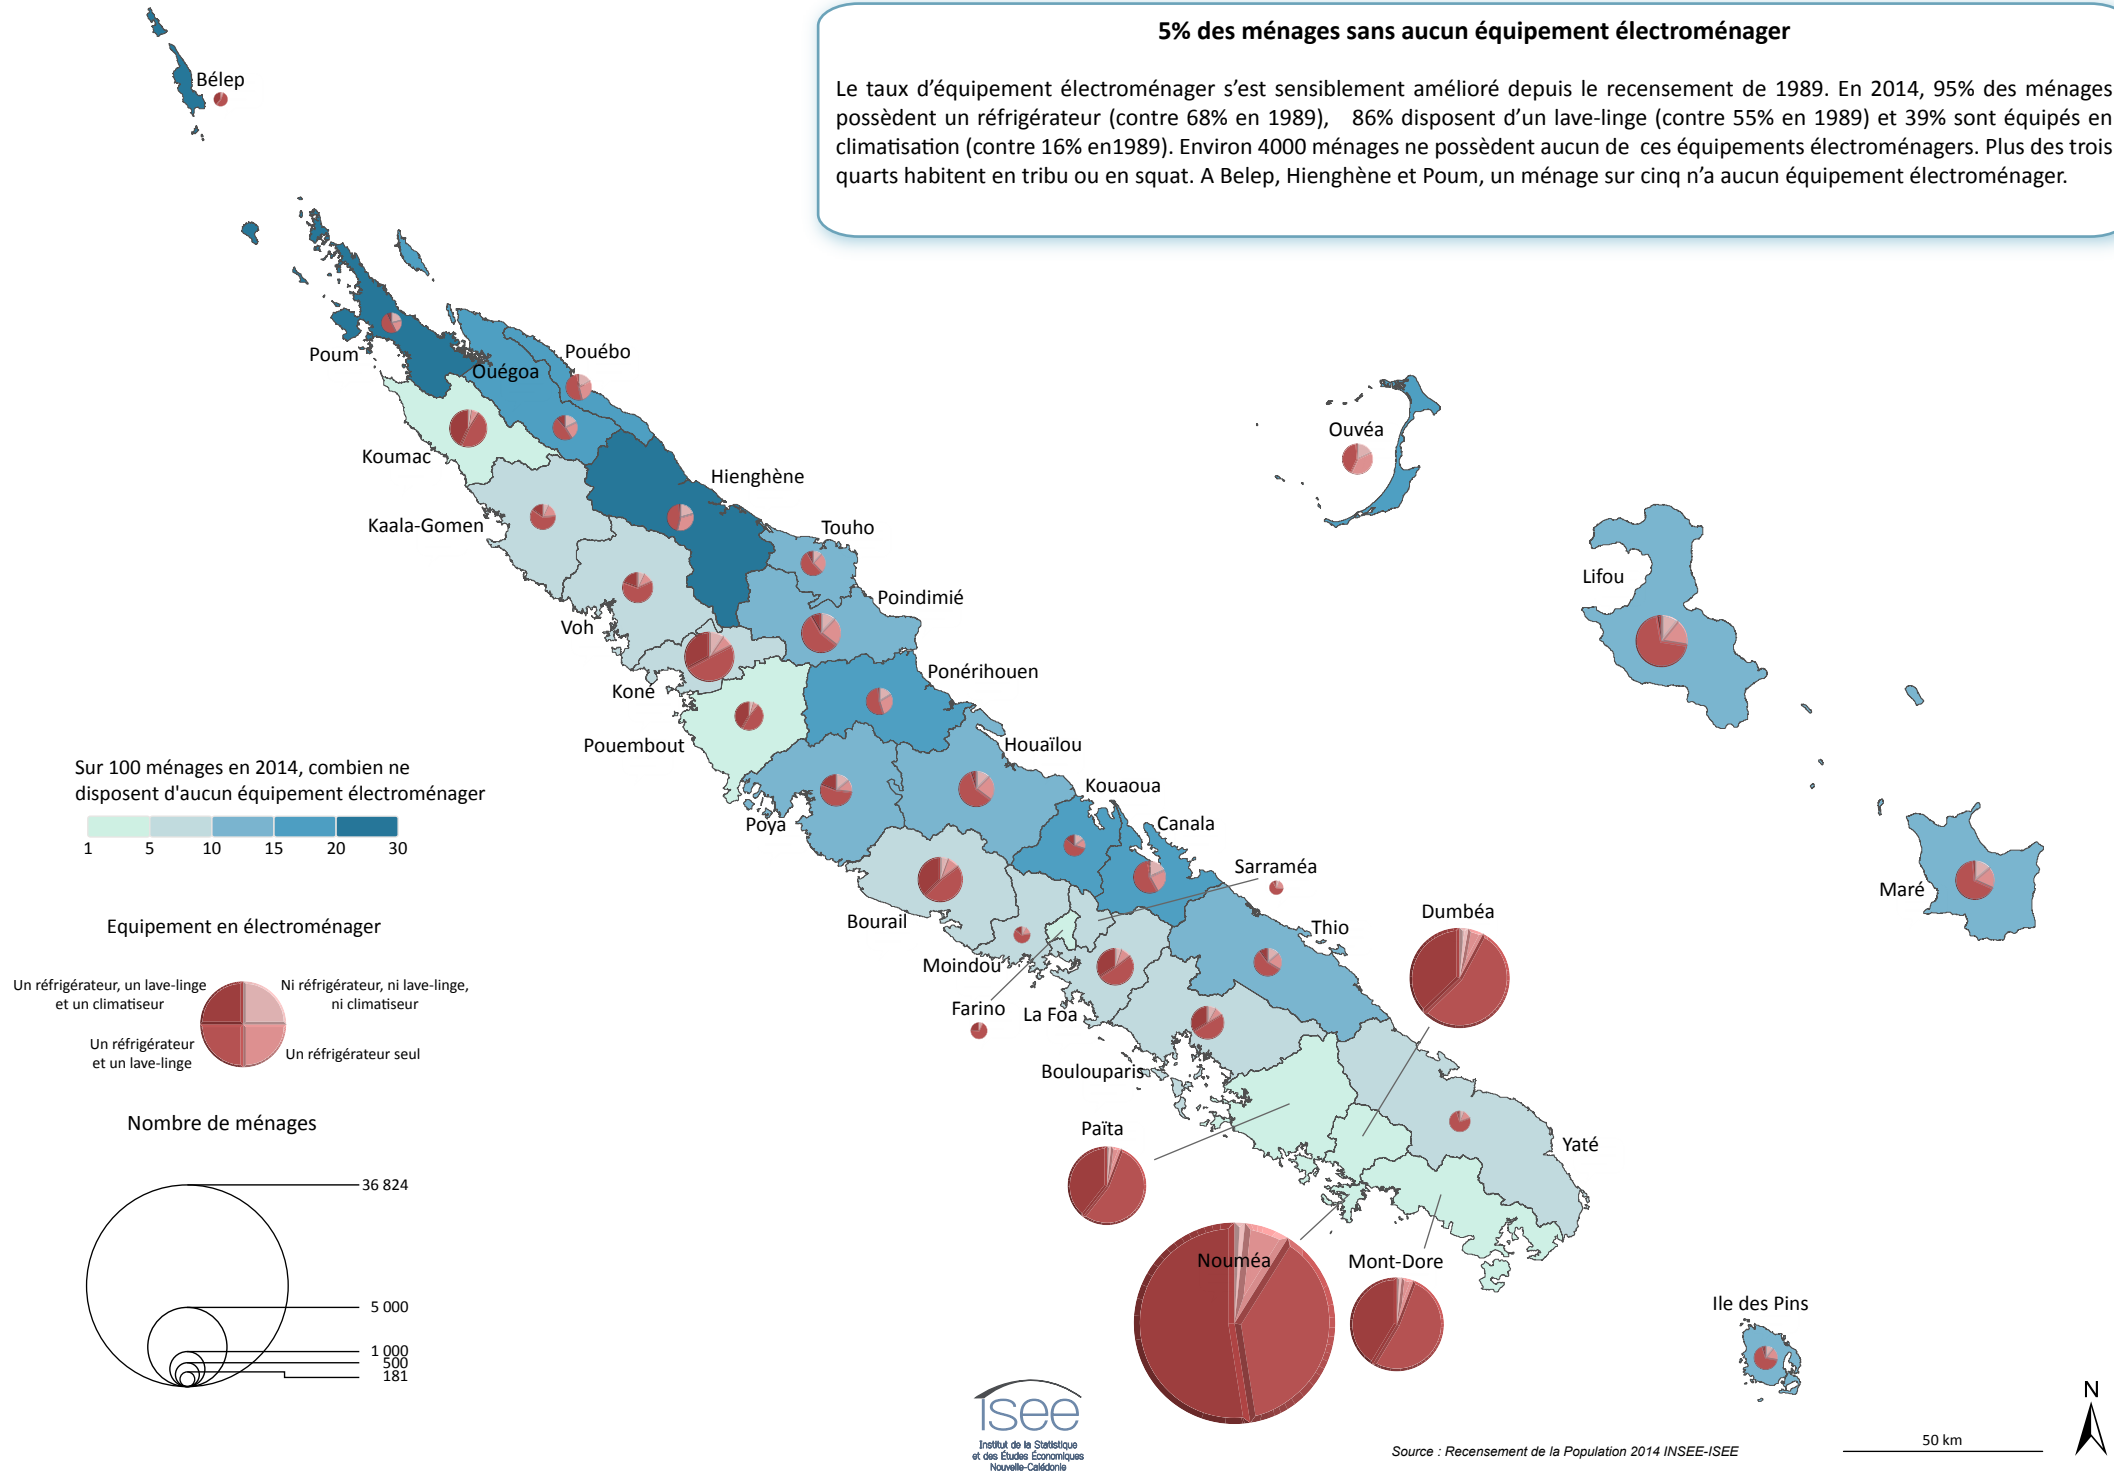 5% des ménages sans aucun équipement électroménager
Le taux d'équipement électroménager s'est sensiblement amélioré depuis le recensement de 1989. En 2014, 95% des ménages
possèdent un réfrigérateur (contre 68% en 1989), 86% disposent d'un lave-linge (contre 55% en 1989) et 39% sont équipés en
climatisation (contre 16% en1989). Environ 4000 ménages ne possèdent aucun de ces équipements électroménagers. Plus des trois
quarts habitent en tribu ou en squat. A Belep, Hienghène et Poum, un ménage sur cinq n'a aucun équipement électroménager.
Bélep
Poum
Ouégoa
Pouébo
Koumac
Hienghène
Kaala-Gomen
Touho
Ouvéa
Lifou
Poindimié
Voh
Koné
Ponérihouen
Pouembout
Houaïlou
Kouaoua
Poya
Canala
Sarraméa
Bourail
Maré
Dumbéa
Thio
Moindou
Farino
La Foa
Boulouparis
Païta
Yaté
Nouméa
Mont-Dore
Ile des Pins
Sur 100 ménages en 2014, combien ne
disposent d'aucun équipement électroménager
1 5 10 15 20 30
Equipement en électroménager
Un réfrigérateur, un lave-linge
et un climatiseur
Ni réfrigérateur, ni lave-linge,
ni climatiseur
Un réfrigérateur
et un lave-linge
Un réfrigérateur seul
Nombre de ménages
36 824
5 000
1 000
500
181
isee
Institut de la Statistique
et des Études Économiques
Nouvelle-Calédonie
Source : Recensement de la Population 2014 INSEE-ISEE
50 km
N